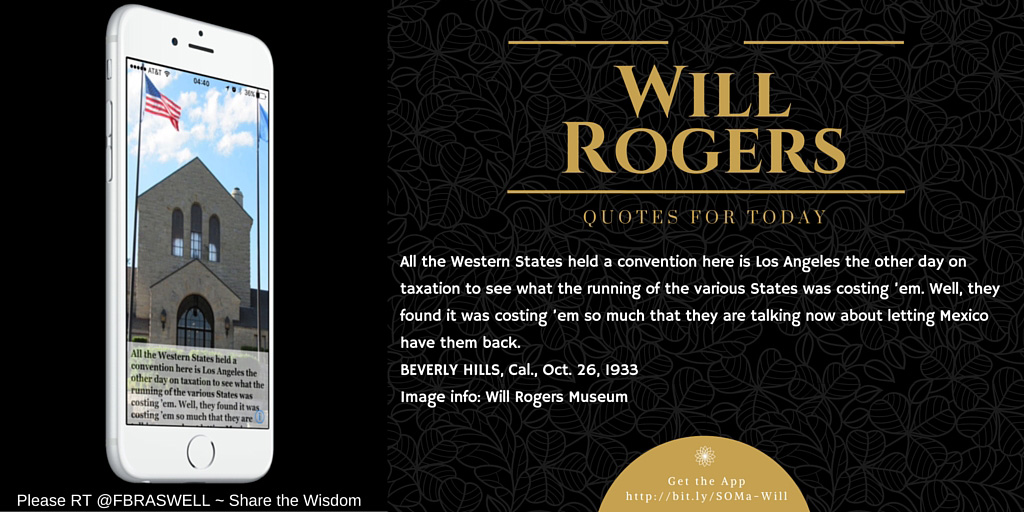 AT&T
04:40
36%
All the Western States held a
convention here is Los Angeles the
other day on taxation to see what the
running of the various States was
costing 'em. Well, they found it was
costing 'em so much that they are
Please RT @FBRASWELL ~ Share the Wisdom
WILL
ROGERS
QUOTES FOR TODAY
All the Western States held a convention here is Los Angeles the other day on
taxation to see what the running of the various States was costing 'em. Well, they
found it was costing 'em so much that they are talking now about letting Mexico
have them back.
BEVERLY HILLS, Cal., Oct. 26, 1933
Image info: Will Rogers Museum
Get the App
http://bit.ly/SOMa-Will